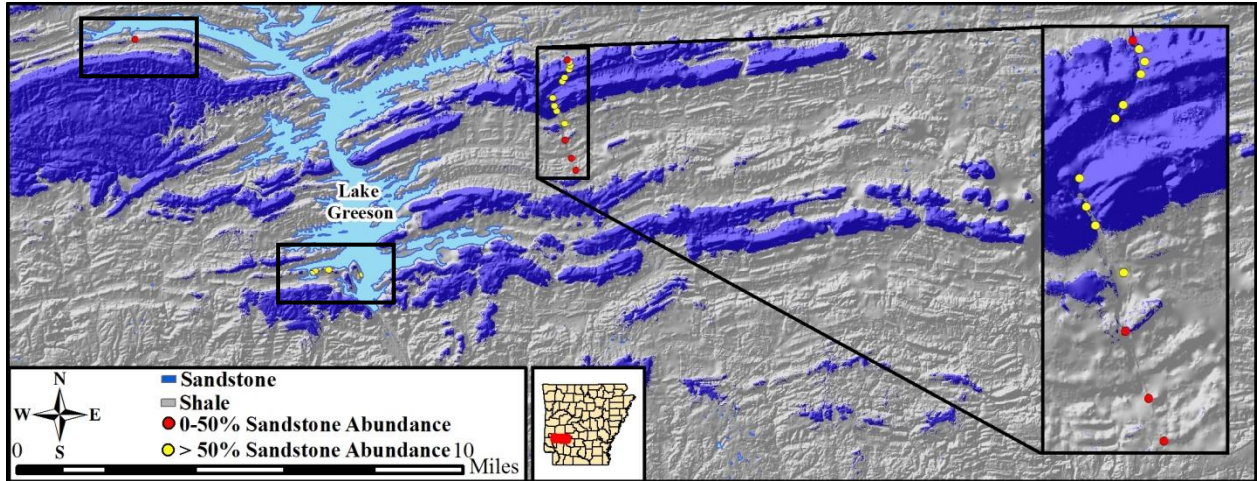 Lake
Greeson
N
W E
S
Sandstone
Shale
0-50% Sandstone Abundance
> 50% Sandstone Abundance
0 10
Miles